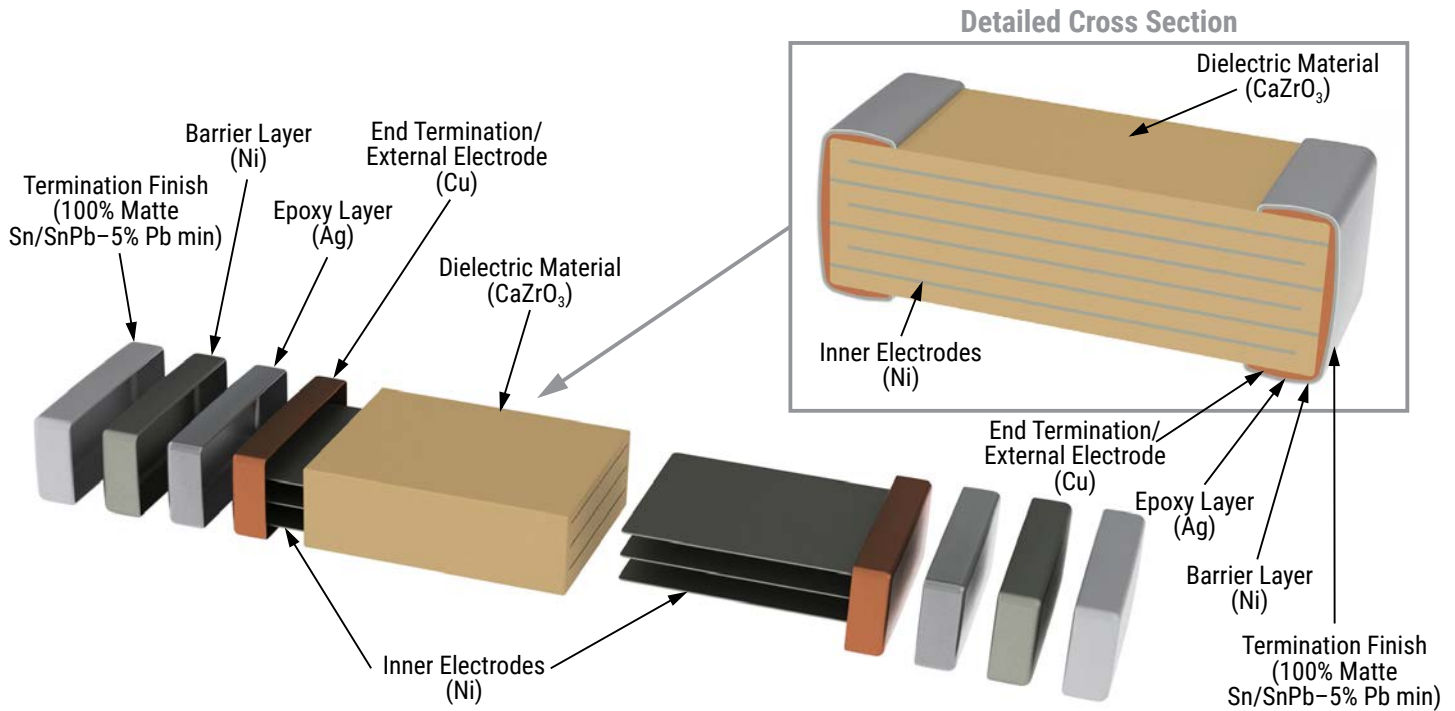 Detailed Cross Section
Dielectric Material
(CaZrO₃)
Inner Electrodes
(Ni)
End Termination/
External Electrode
(Cu)
Epoxy Layer
(Ag)
Barrier Layer
(Ni)
Termination Finish
(100% Matte
Sn/SnPb–5% Pb min)
Termination Finish
(100% Matte
Sn/SnPb–5% Pb min)
Barrier Layer
(Ni)
Epoxy Layer
(Ag)
End Termination/
External Electrode
(Cu)
Dielectric Material
(CaZrO₃)
Inner Electrodes
(Ni)